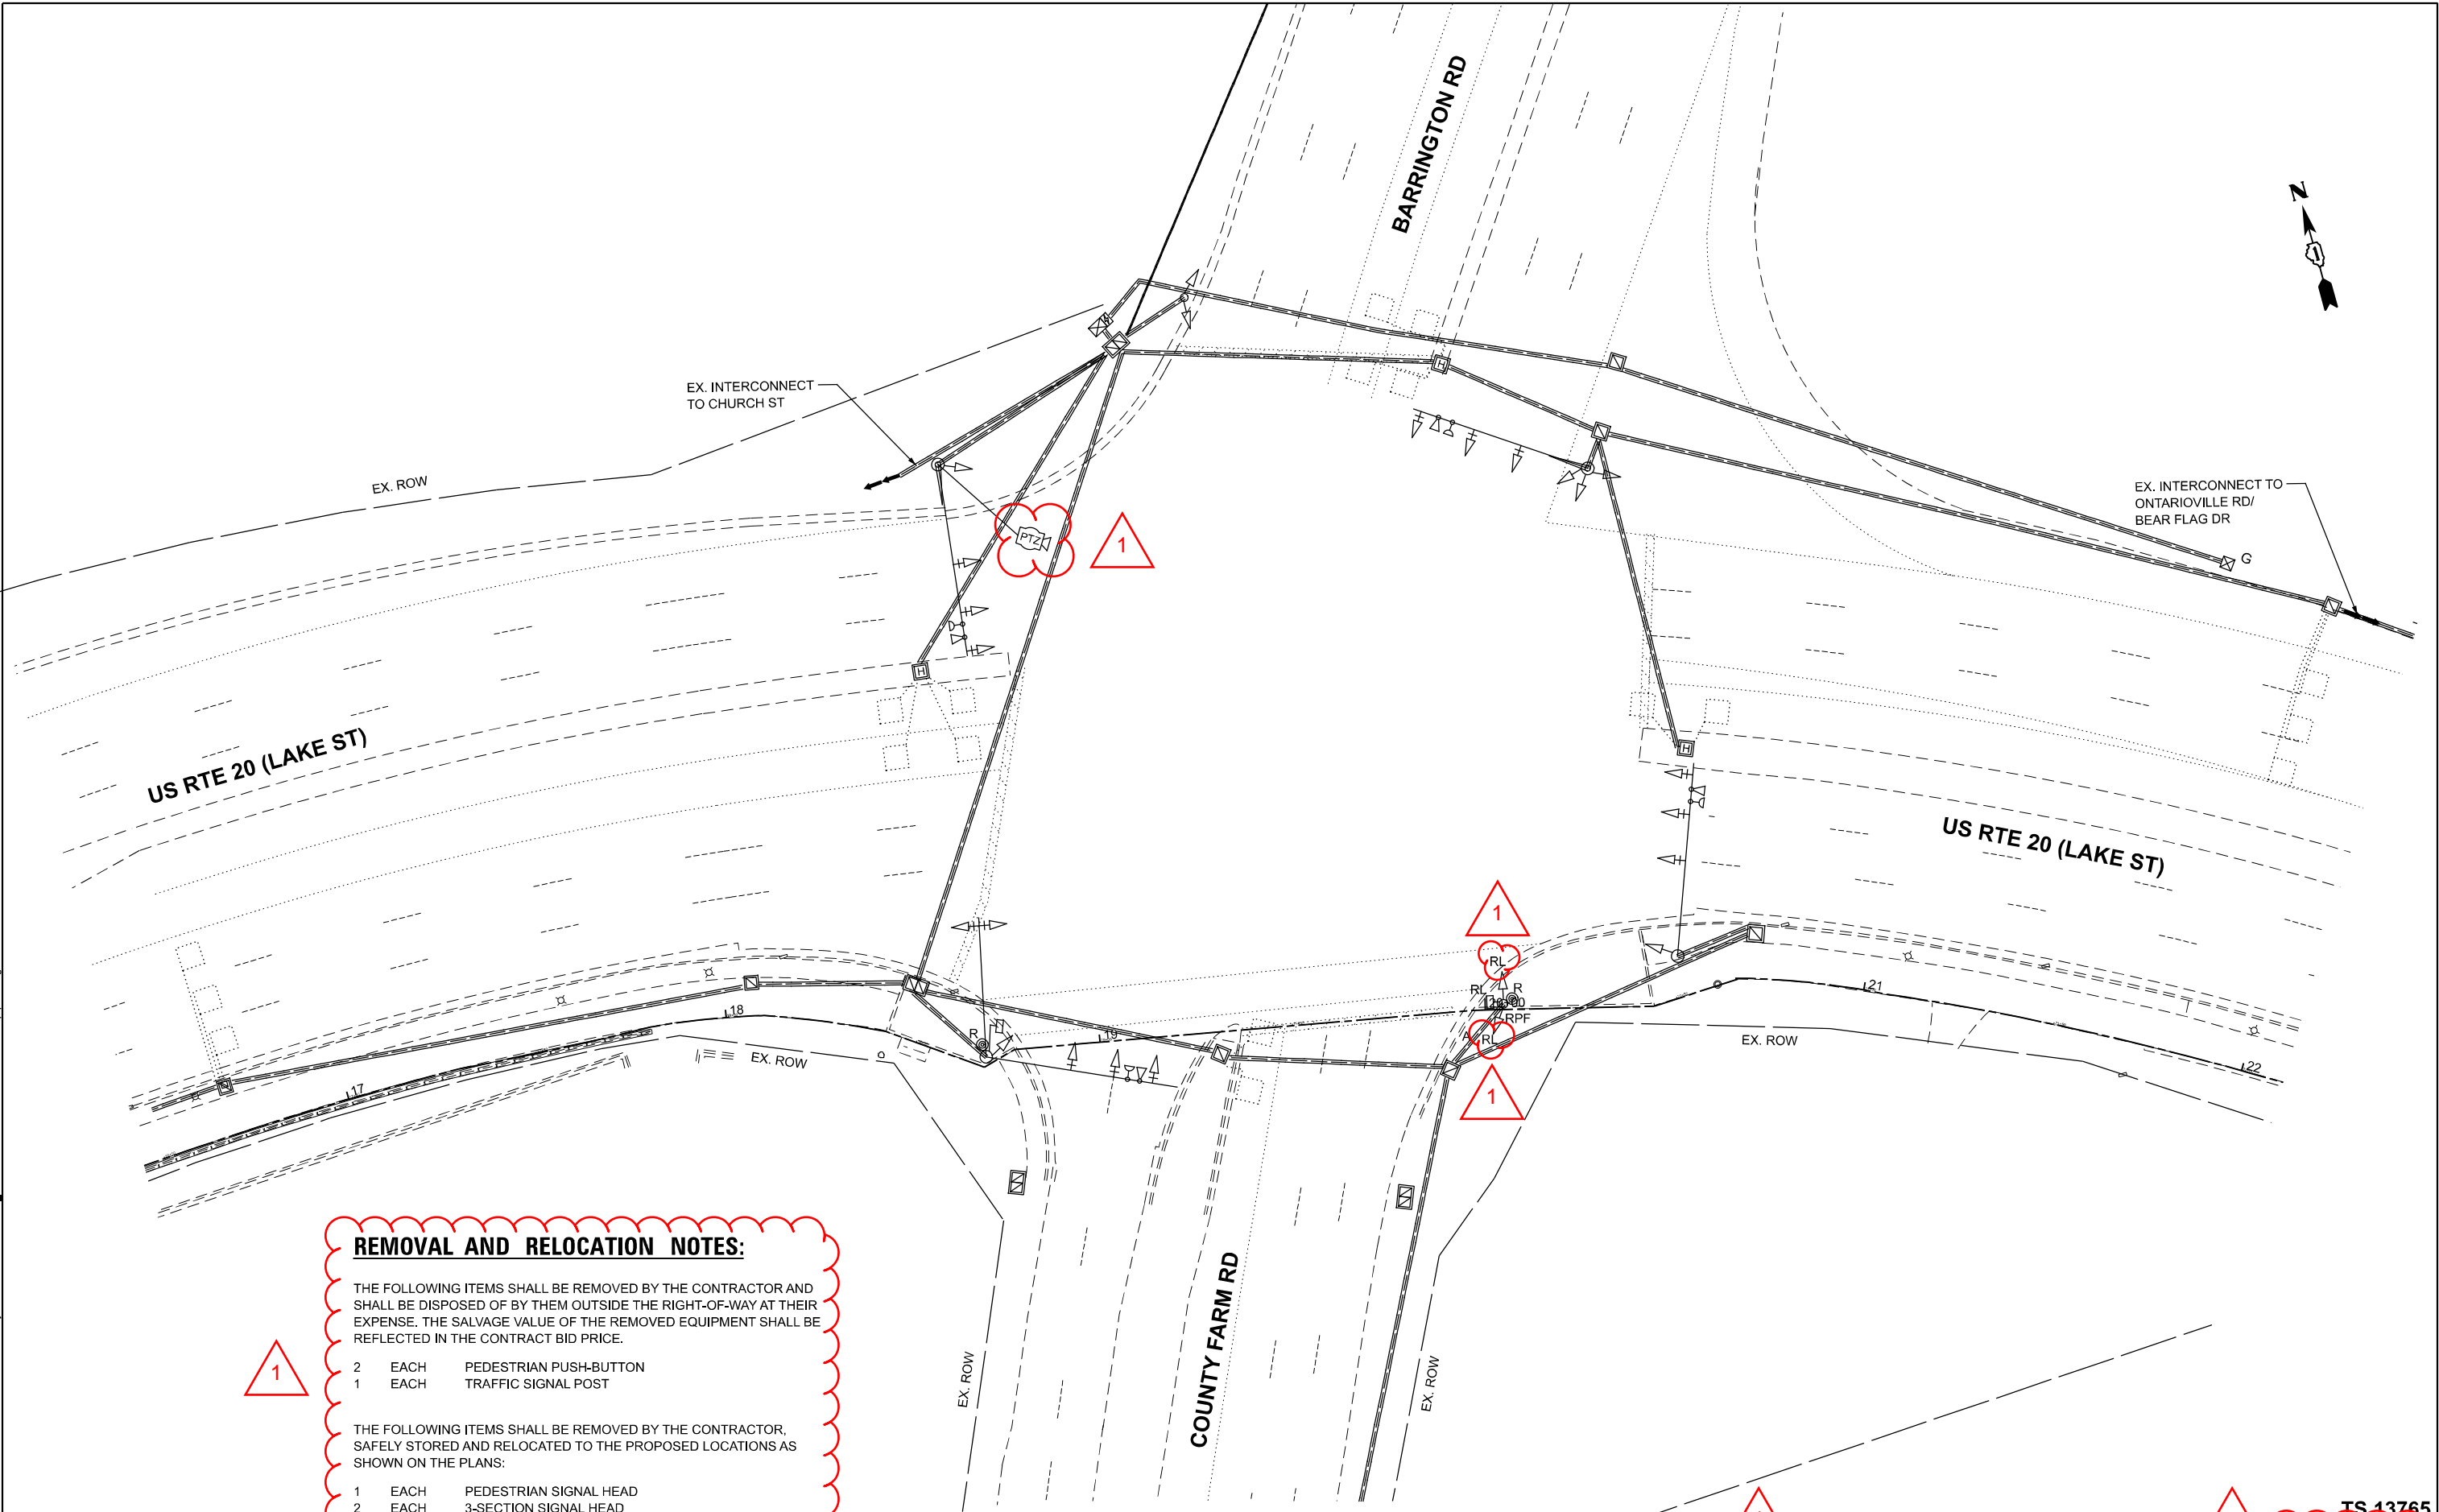 BARRINGTON RD
N
EX. INTERCONNECT
TO CHURCH ST
H
EX. ROW
EX. INTERCONNECT TO
ONTARIOVILLE RD/
BEAR FLAG DR
PTZ
1
G
H
H
US RTE 20 (LAKE ST)
US RTE 20 (LAKE ST)
1
RL
RL
R
RPF
A
RL
1
R
17
18
19
21
22
EX. ROW
EX. ROW
COUNTY FARM RD
EX. ROW
EX. ROW
REMOVAL AND RELOCATION NOTES:
THE FOLLOWING ITEMS SHALL BE REMOVED BY THE CONTRACTOR AND
SHALL BE DISPOSED OF BY THEM OUTSIDE THE RIGHT-OF-WAY AT THEIR
EXPENSE. THE SALVAGE VALUE OF THE REMOVED EQUIPMENT SHALL BE
REFLECTED IN THE CONTRACT BID PRICE.
1
2 EACH PEDESTRIAN PUSH-BUTTON
1 EACH TRAFFIC SIGNAL POST
THE FOLLOWING ITEMS SHALL BE REMOVED BY THE CONTRACTOR,
SAFELY STORED AND RELOCATED TO THE PROPOSED LOCATIONS AS
SHOWN ON THE PLANS:
1 EACH PEDESTRIAN SIGNAL HEAD
2 EACH 3-SECTION SIGNAL HEAD
TS 13765